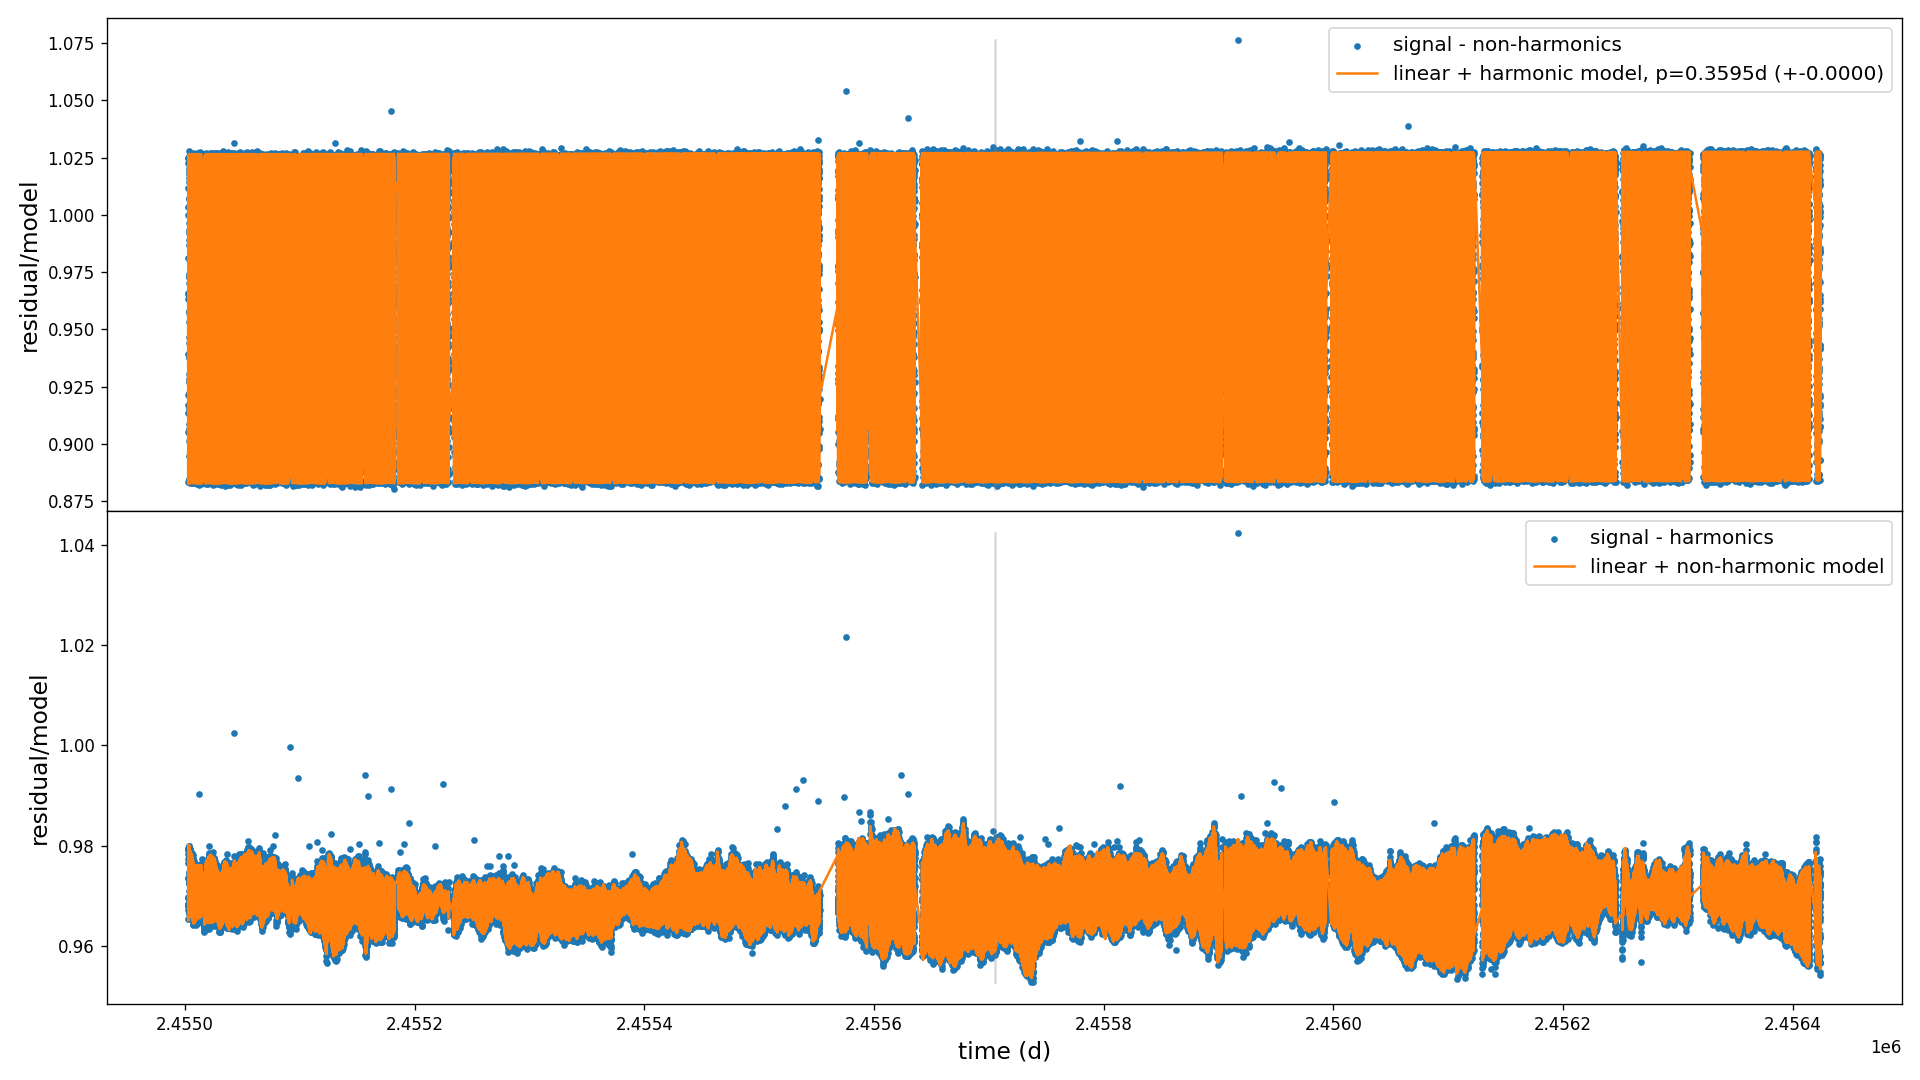 1.075
1.050
1.025
1.000
0.975
0.950
0.925
0.900
0.875
residual/model
signal - non-harmonics
linear + harmonic model, p=0.3595d (+-0.0000)
1.04
1.02
1.00
0.98
0.96
residual/model
signal - harmonics
linear + non-harmonic model
2.4550 2.4552 2.4554 2.4556 2.4558 2.4560 2.4562 2.4564
1e6
time (d)